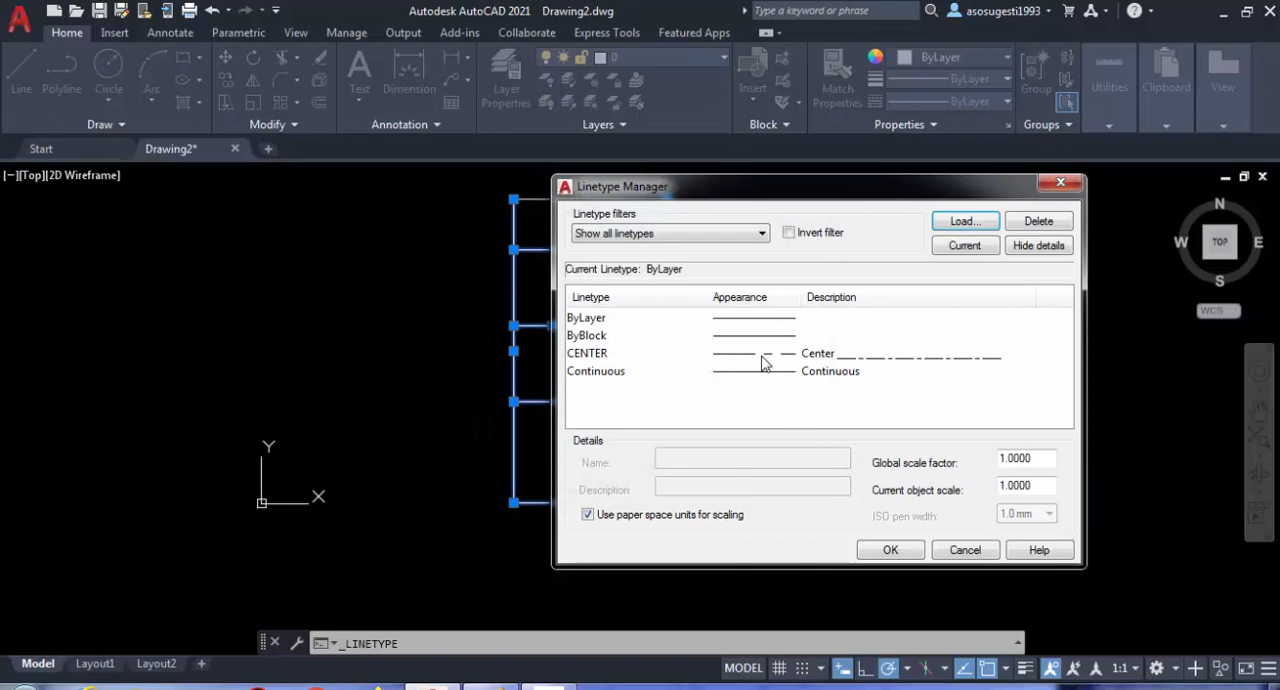 Autodesk AutoCAD 2021 Drawing2.dwg
Type a keyword or phrase
asosugesti1993
Home Insert Annotate Parametric View Manage Output Add-ins Collaborate Express Tools Featured Apps
0
ByLayer
ByLayer
ByLayer
Line Polyline Circle Arc
Text Dimension
Layer Properties
Insert
Match Properties
Group
Utilities
Clipboard
View
Draw Modify Annotation Layers Block Properties Groups
Start Drawing2*
[−][Top][2D Wireframe]
N
W TOP E
S
WCS
Y
X
Linetype Manager
Linetype filters
Show all linetypes
Invert filter
Load... Delete
Current Hide details
Current Linetype: ByLayer
Linetype Appearance Description
ByLayer
ByBlock
CENTER Center
Continuous Continuous
Details
Name:
Description:
Use paper space units for scaling
Global scale factor: 1.0000
Current object scale: 1.0000
ISO pen width: 1.0 mm
OK Cancel Help
_LINETYPE
Model Layout1 Layout2
MODEL 1:1